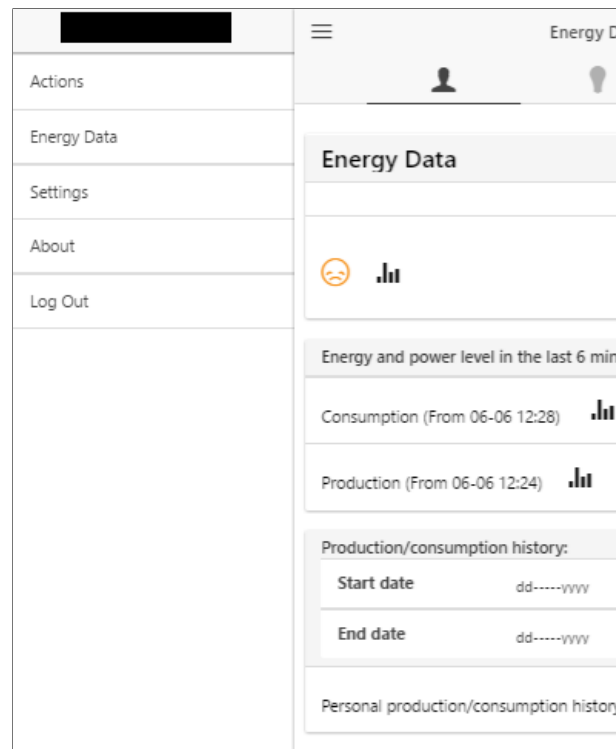 Actions
Energy Data
Settings
About
Log Out
Energy D
Energy Data
Energy and power level in the last 6 min
Consumption (From 06-06 12:28)
Production (From 06-06 12:24)
Production/consumption history:
Start date dd-----yyyy
End date dd-----yyyy
Personal production/consumption history